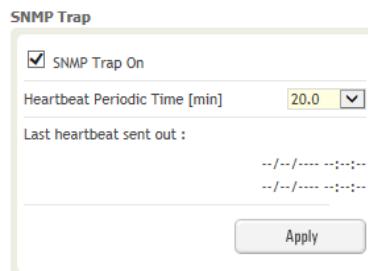 SNMP Trap
SNMP Trap On
Heartbeat Periodic Time [min] 20.0
Last heartbeat sent out :
--/--/---- --:--:--
--/--/---- --:--:--
Apply